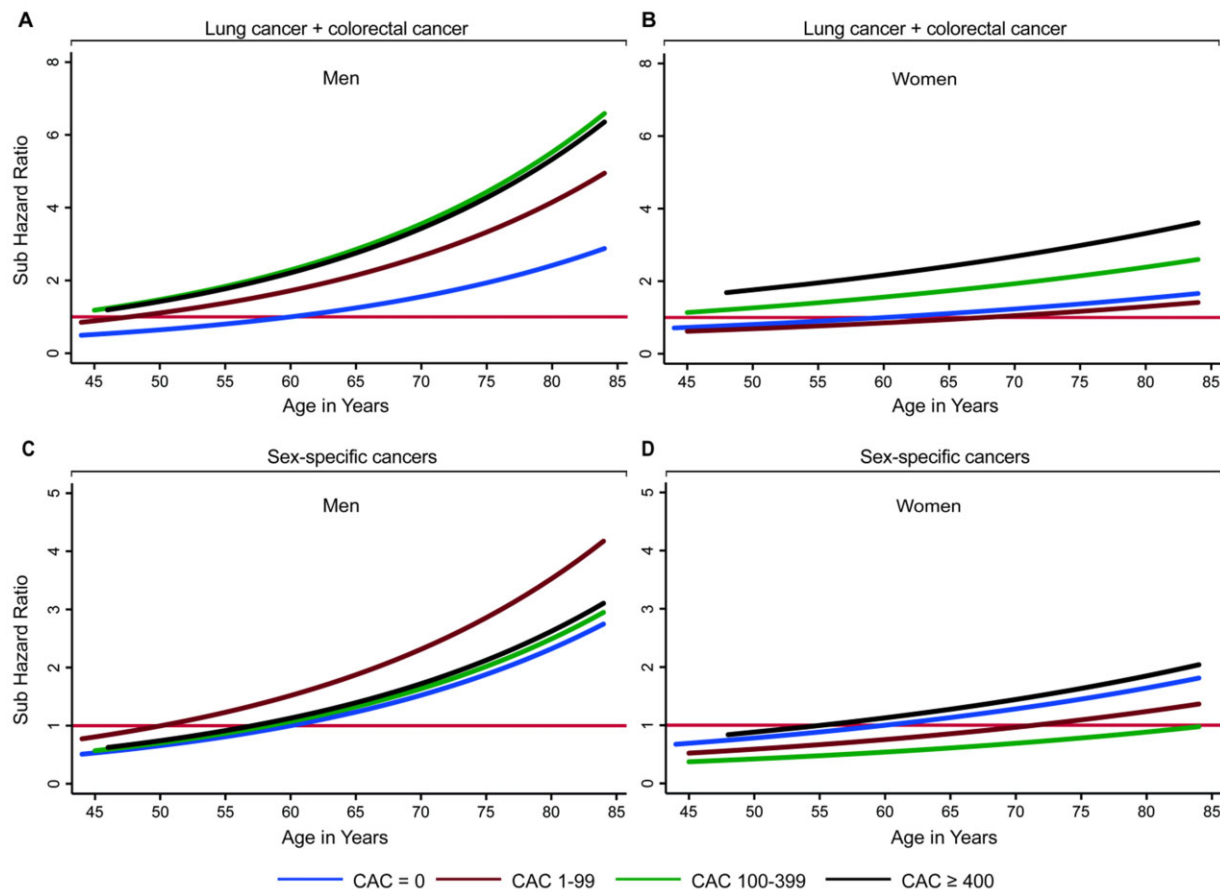 A
Lung cancer + colorectal cancer
Men
Sub Hazard Ratio
8
6
4
2
0
45 50 55 60 65 70 75 80 85
Age in Years
B
Lung cancer + colorectal cancer
Women
8
6
4
2
0
45 50 55 60 65 70 75 80 85
Age in Years
C
Sex-specific cancers
Men
Sub Hazard Ratio
5
4
3
2
1
0
45 50 55 60 65 70 75 80 85
Age in Years
D
Sex-specific cancers
Women
5
4
3
2
1
0
45 50 55 60 65 70 75 80 85
Age in Years
CAC = 0 CAC 1-99 CAC 100-399 CAC ≥ 400